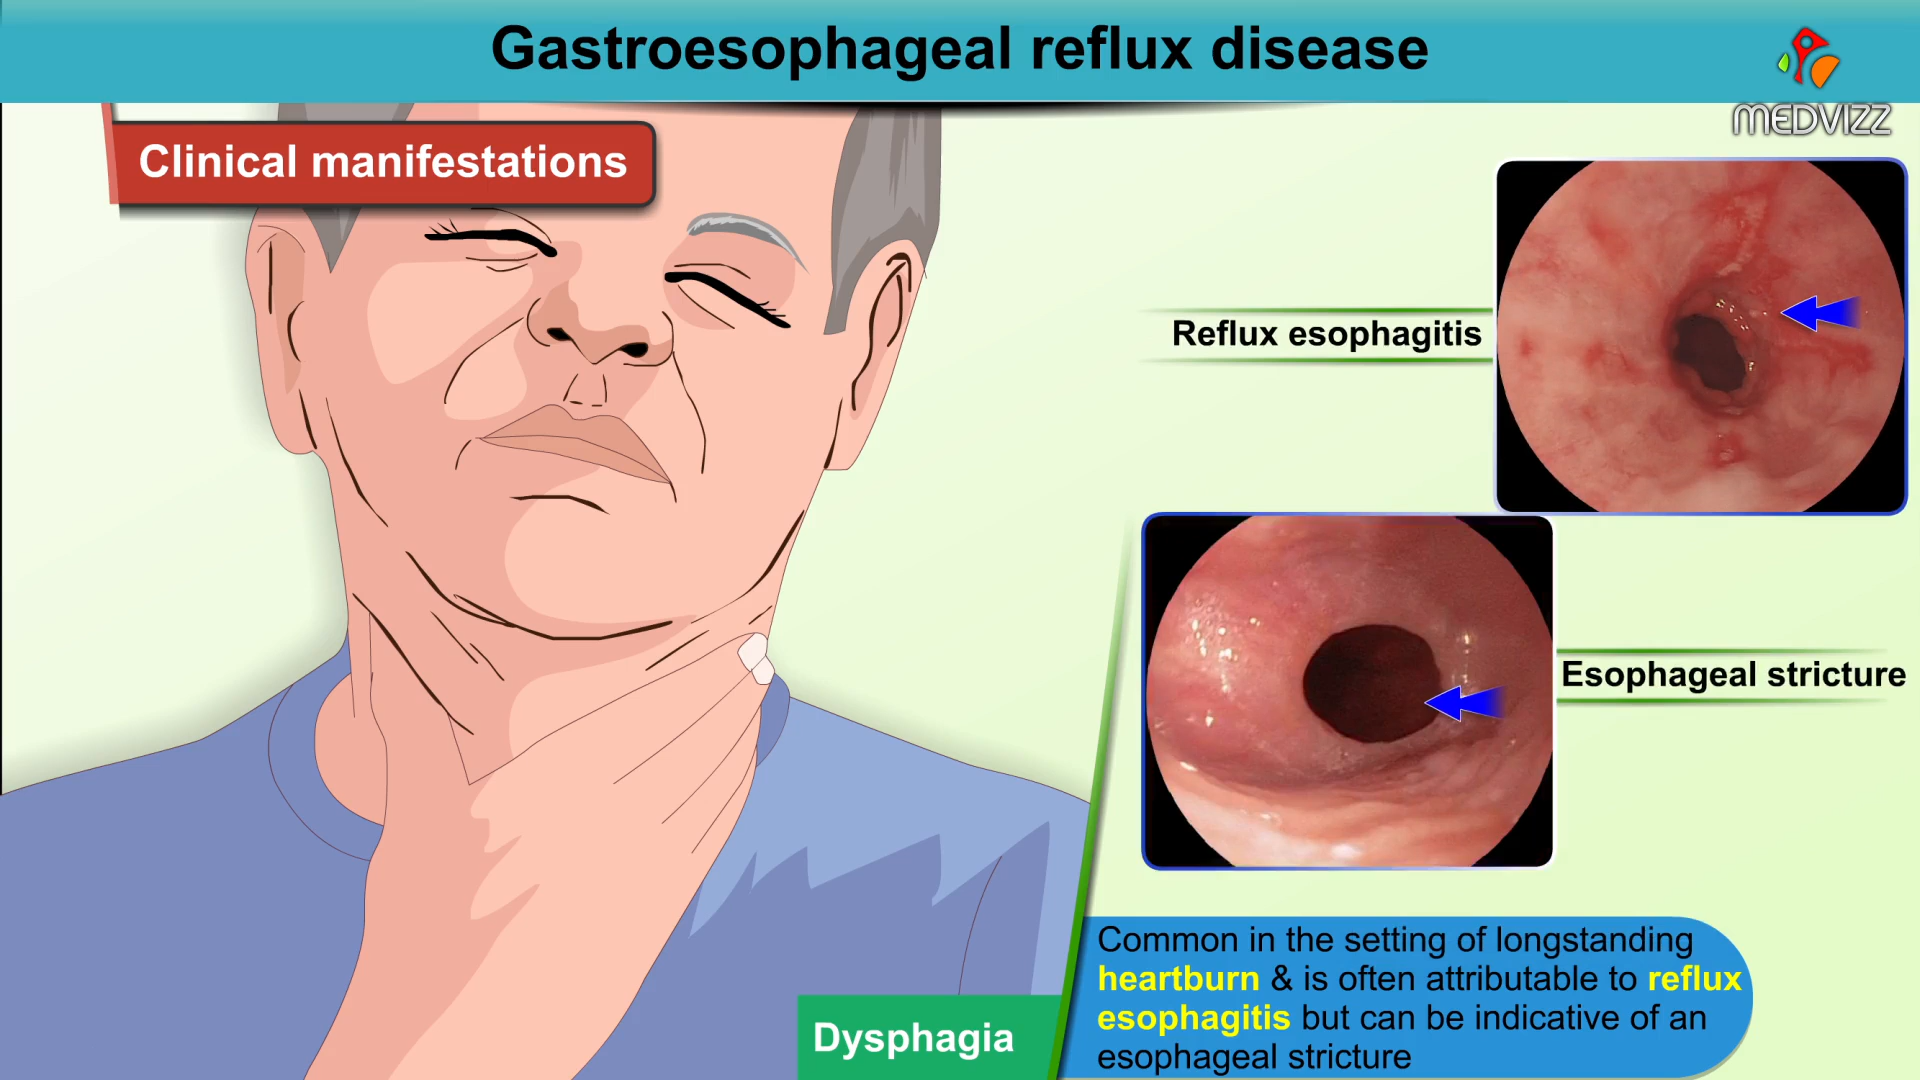 Gastroesophageal reflux disease
MEDVIZZ
Clinical manifestations
Reflux esophagitis
Esophageal stricture
Dysphagia
Common in the setting of longstanding
heartburn & is often attributable to reflux
esophagitis but can be indicative of an
esophageal stricture